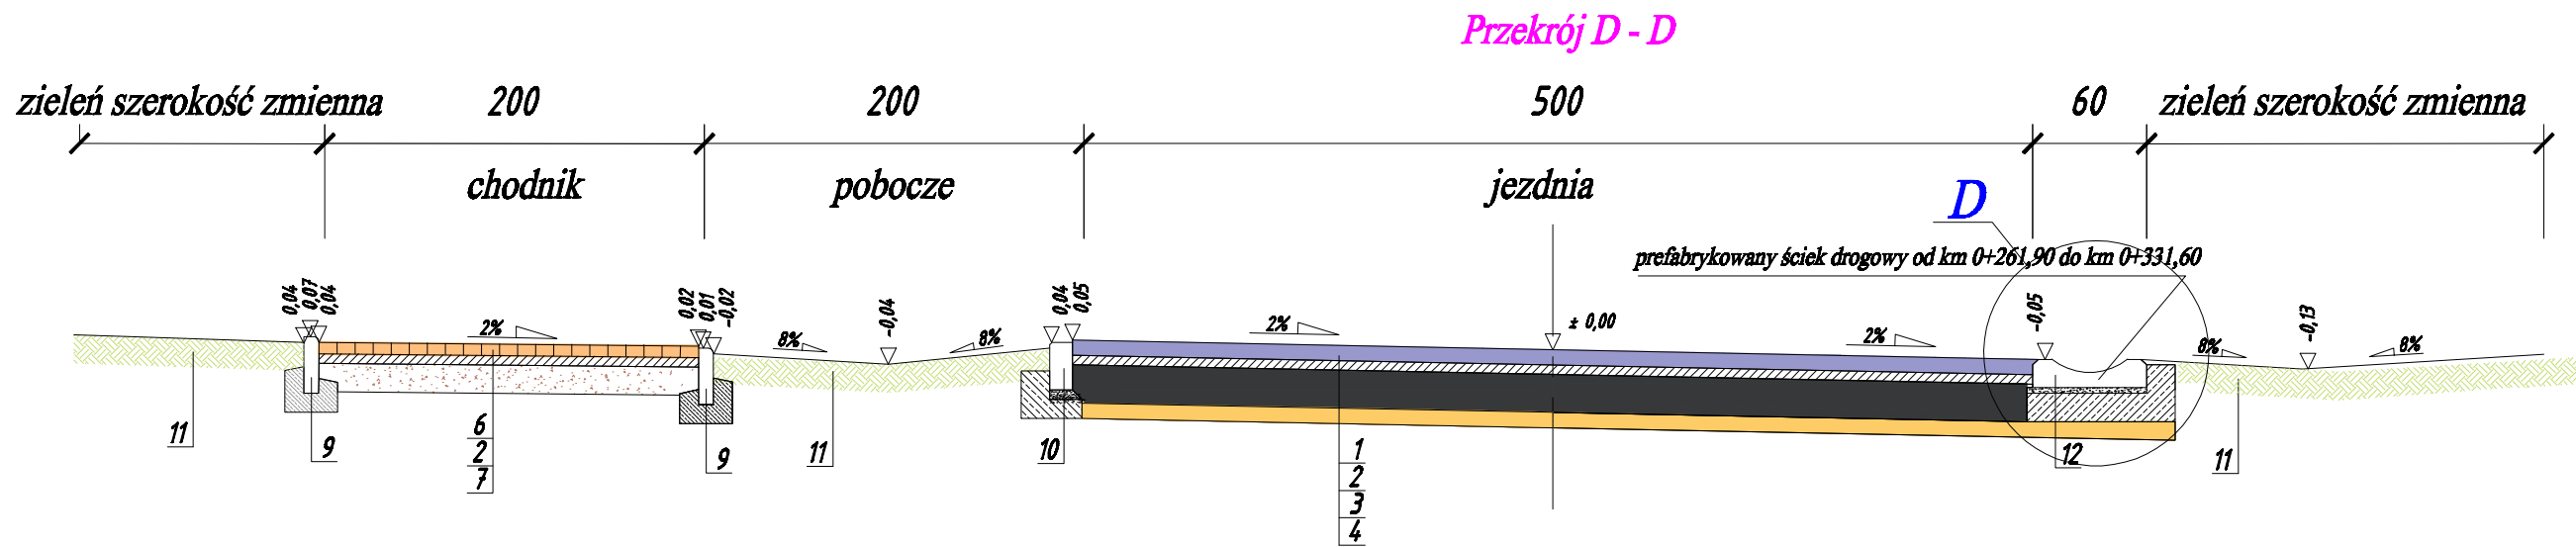 Przekrój D - D
zieleń szerokość zmienna 200 200 500 60 zieleń szerokość zmienna
chodnik pobocze jezdnia D
prefabrykowany ściek drogowy od km 0+261,90 do km 0+331,60
0,04 0,07 0,04 0,02 0,01 -0,02 -0,04 0,04 0,05 ± 0,00 -0,05 -0,13
2% 8% 8% 2% 2% 8% 8%
11 9 6 9 11 10 1 12 11
2 2
7 3
4